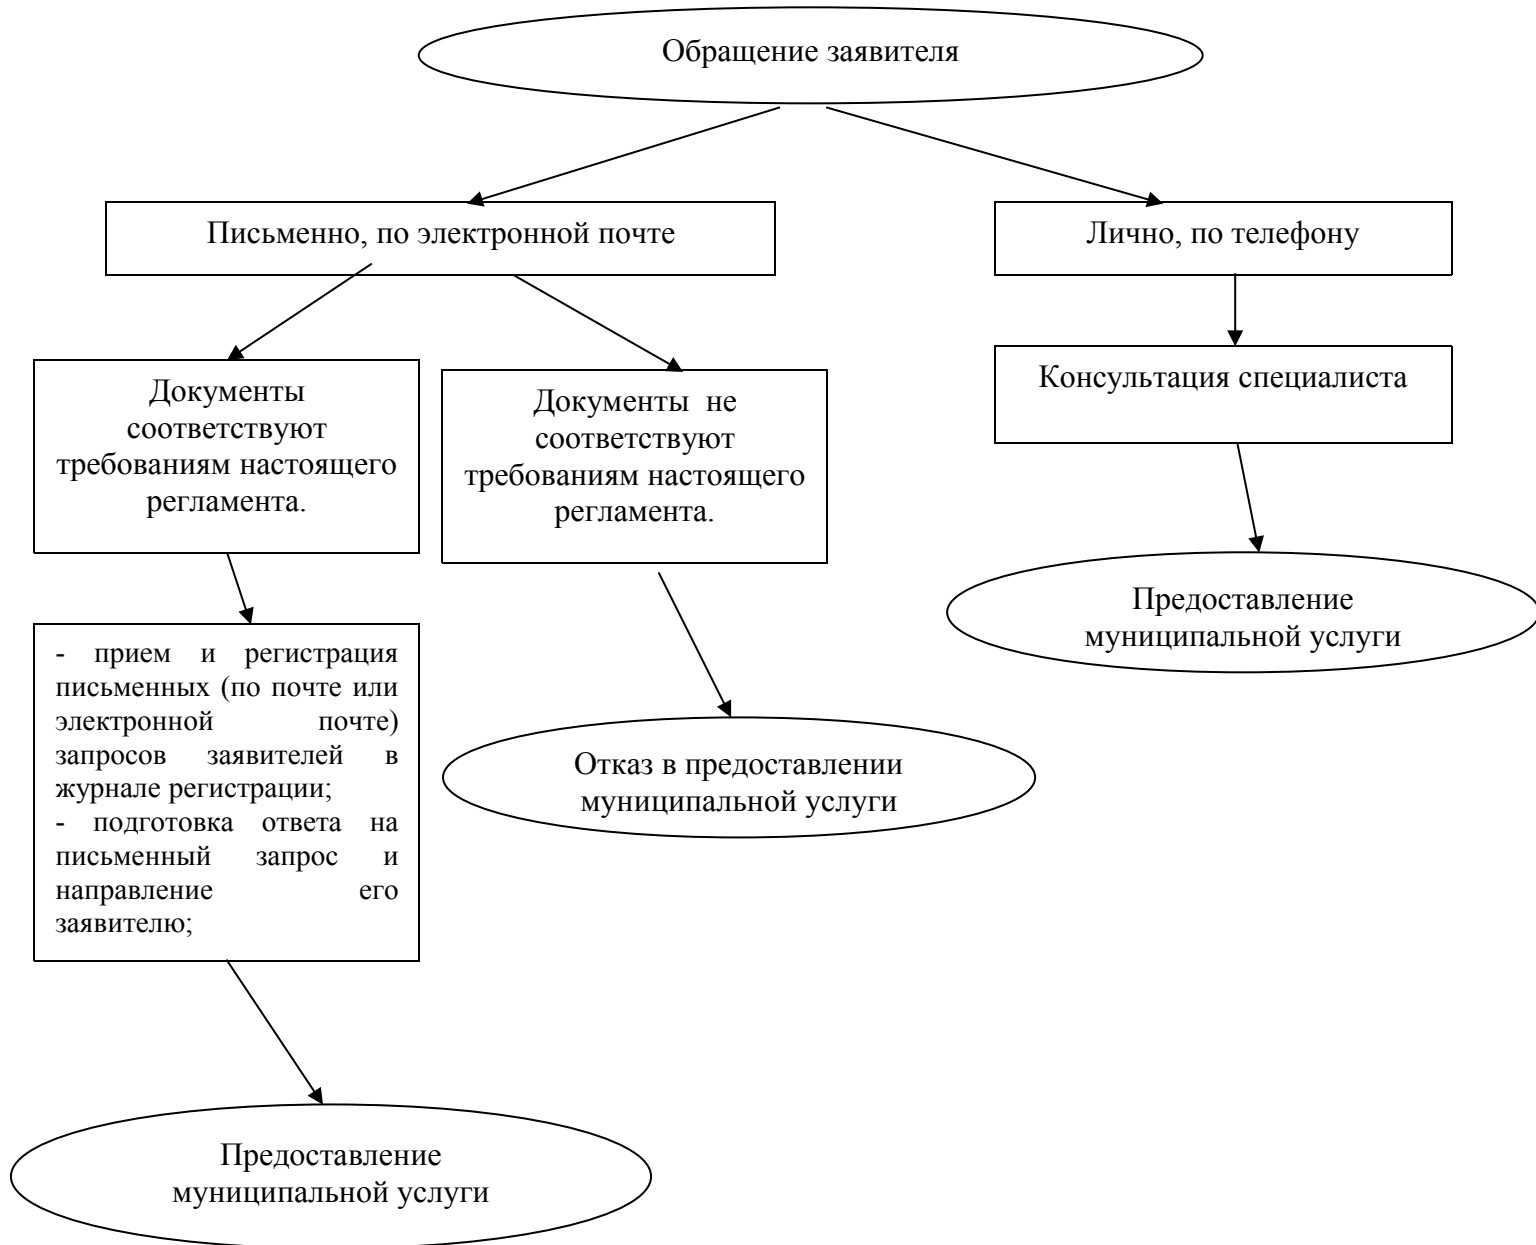 Обращение заявителя
Письменно, по электронной почте
Лично, по телефону
Документы
соответствуют
требованиям настоящего
регламента.
Документы  не
соответствуют
требованиям настоящего
регламента.
Консультация специалиста
- прием и регистрация
письменных (по почте или
электронной почте)
запросов заявителей в
журнале регистрации;
- подготовка ответа на
письменный запрос и
направление его
заявителю;
Отказ в предоставлении
муниципальной услуги
Предоставление
муниципальной услуги
Предоставление
муниципальной услуги